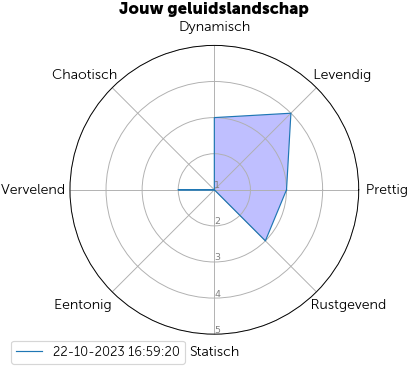 Jouw geluidslandschap
Dynamisch
Chaotisch
Levendig
Vervelend
Prettig
1
2
3
4
5
Eentonig
Rustgevend
22-10-2023 16:59:20
Statisch